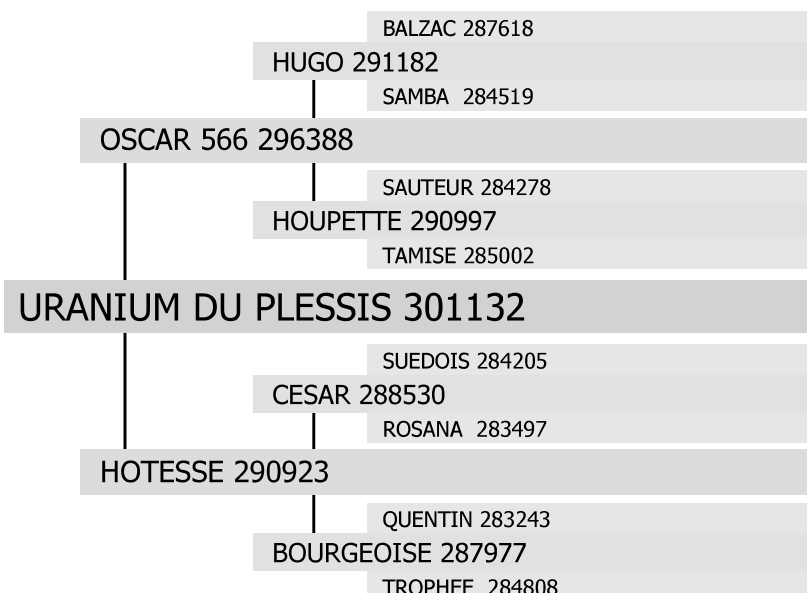 BALZAC 287618
HUGO 291182
SAMBA  284519
OSCAR 566 296388
SAUTEUR 284278
HOUPETTE 290997
TAMISE 285002
URANIUM DU PLESSIS 301132
SUEDOIS 284205
CESAR 288530
ROSANA  283497
HOTESSE 290923
QUENTIN 283243
BOURGEOISE 287977
TROPHEE  284808